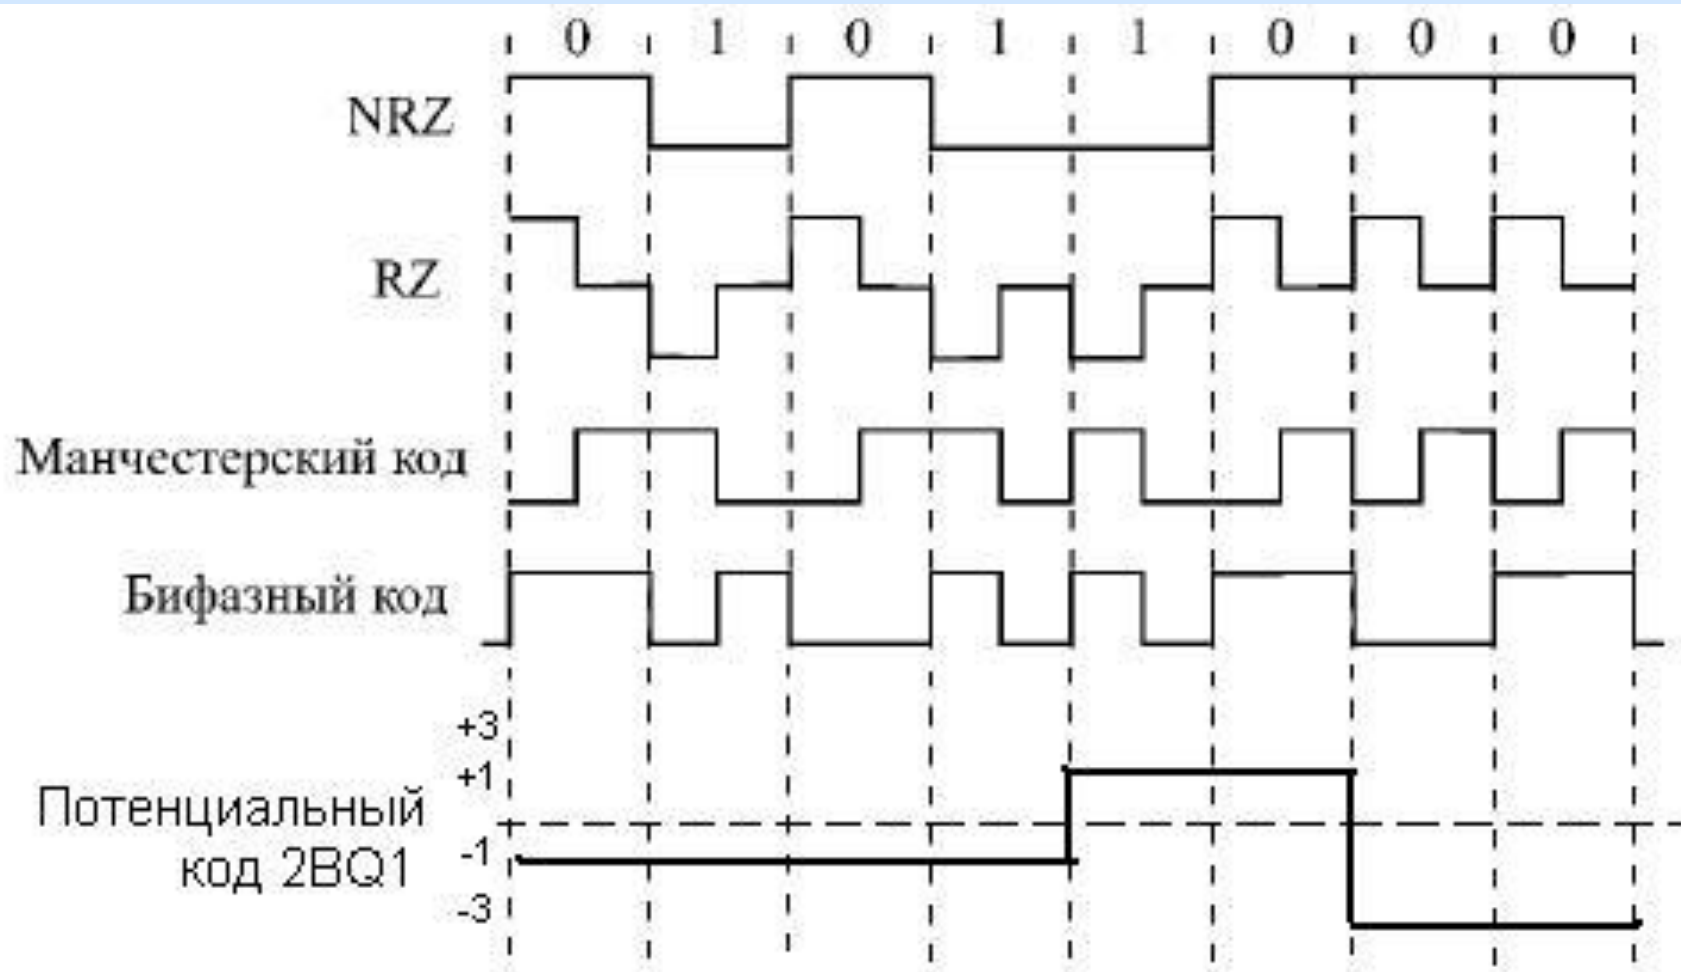 0 1 0 1 1 0 0 0
NRZ
RZ
Манчестерский код
Бифазный код
+3
+1
Потенциальный
код 2BQ1
-1
-3